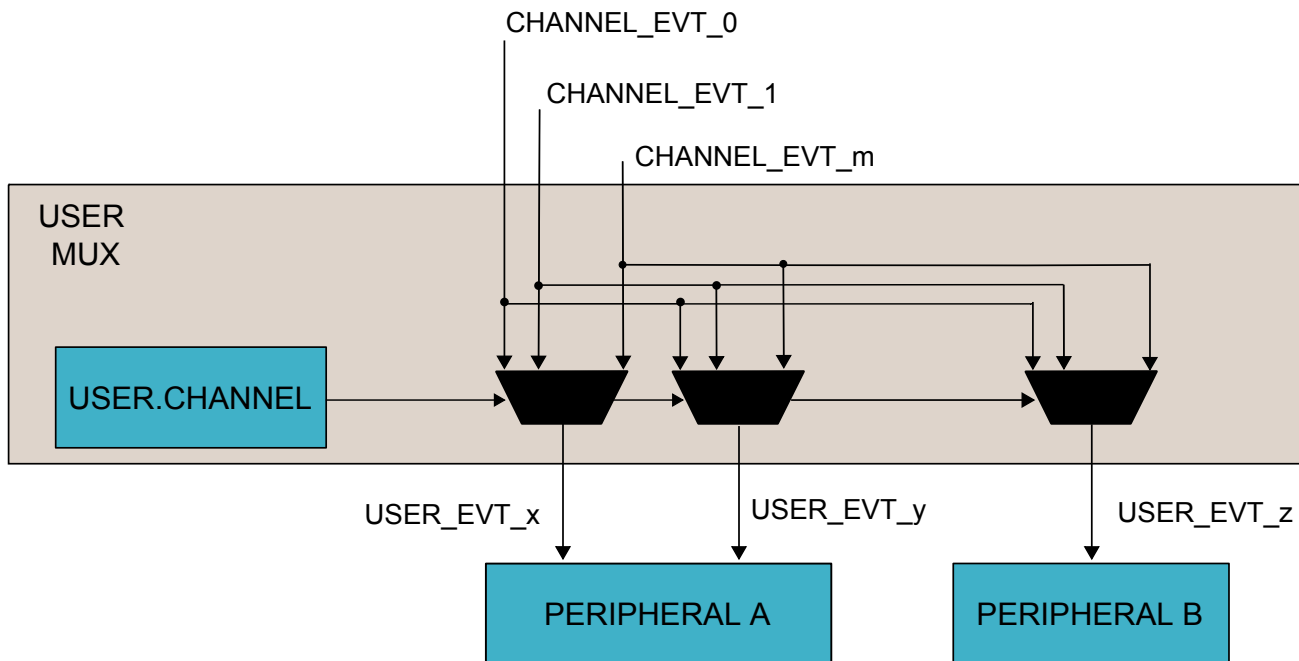 CHANNEL_EVT_0
CHANNEL_EVT_1
CHANNEL_EVT_m
USER
MUX
USER.CHANNEL
USER_EVT_x
USER_EVT_y
USER_EVT_z
PERIPHERAL A
PERIPHERAL B